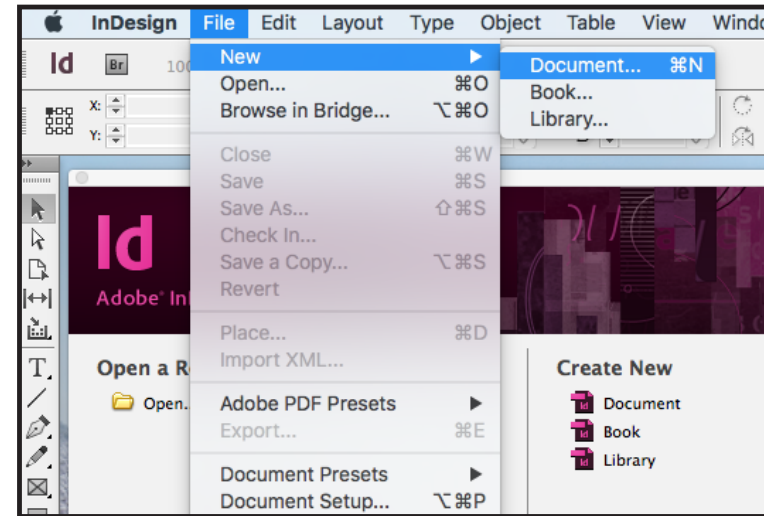 InDesign File Edit Layout Type Object Table View
Id Br
New
Document... ⌘N
Open... ⌘O
Book...
Browse in Bridge... ⌥⌘O
Library...
X:
Y:
Close ⌘W
Save ⌘S
Save As... ⇧⌘S
Check In...
Save a Copy... ⌥⌘S
Revert
Id
Adobe®
Place... ⌘D
Import XML...
Open a
Create New
Open.
Document
Adobe PDF Presets
Book
Export... ⌘E
Library
Document Presets
Document Setup... ⌥⌘P